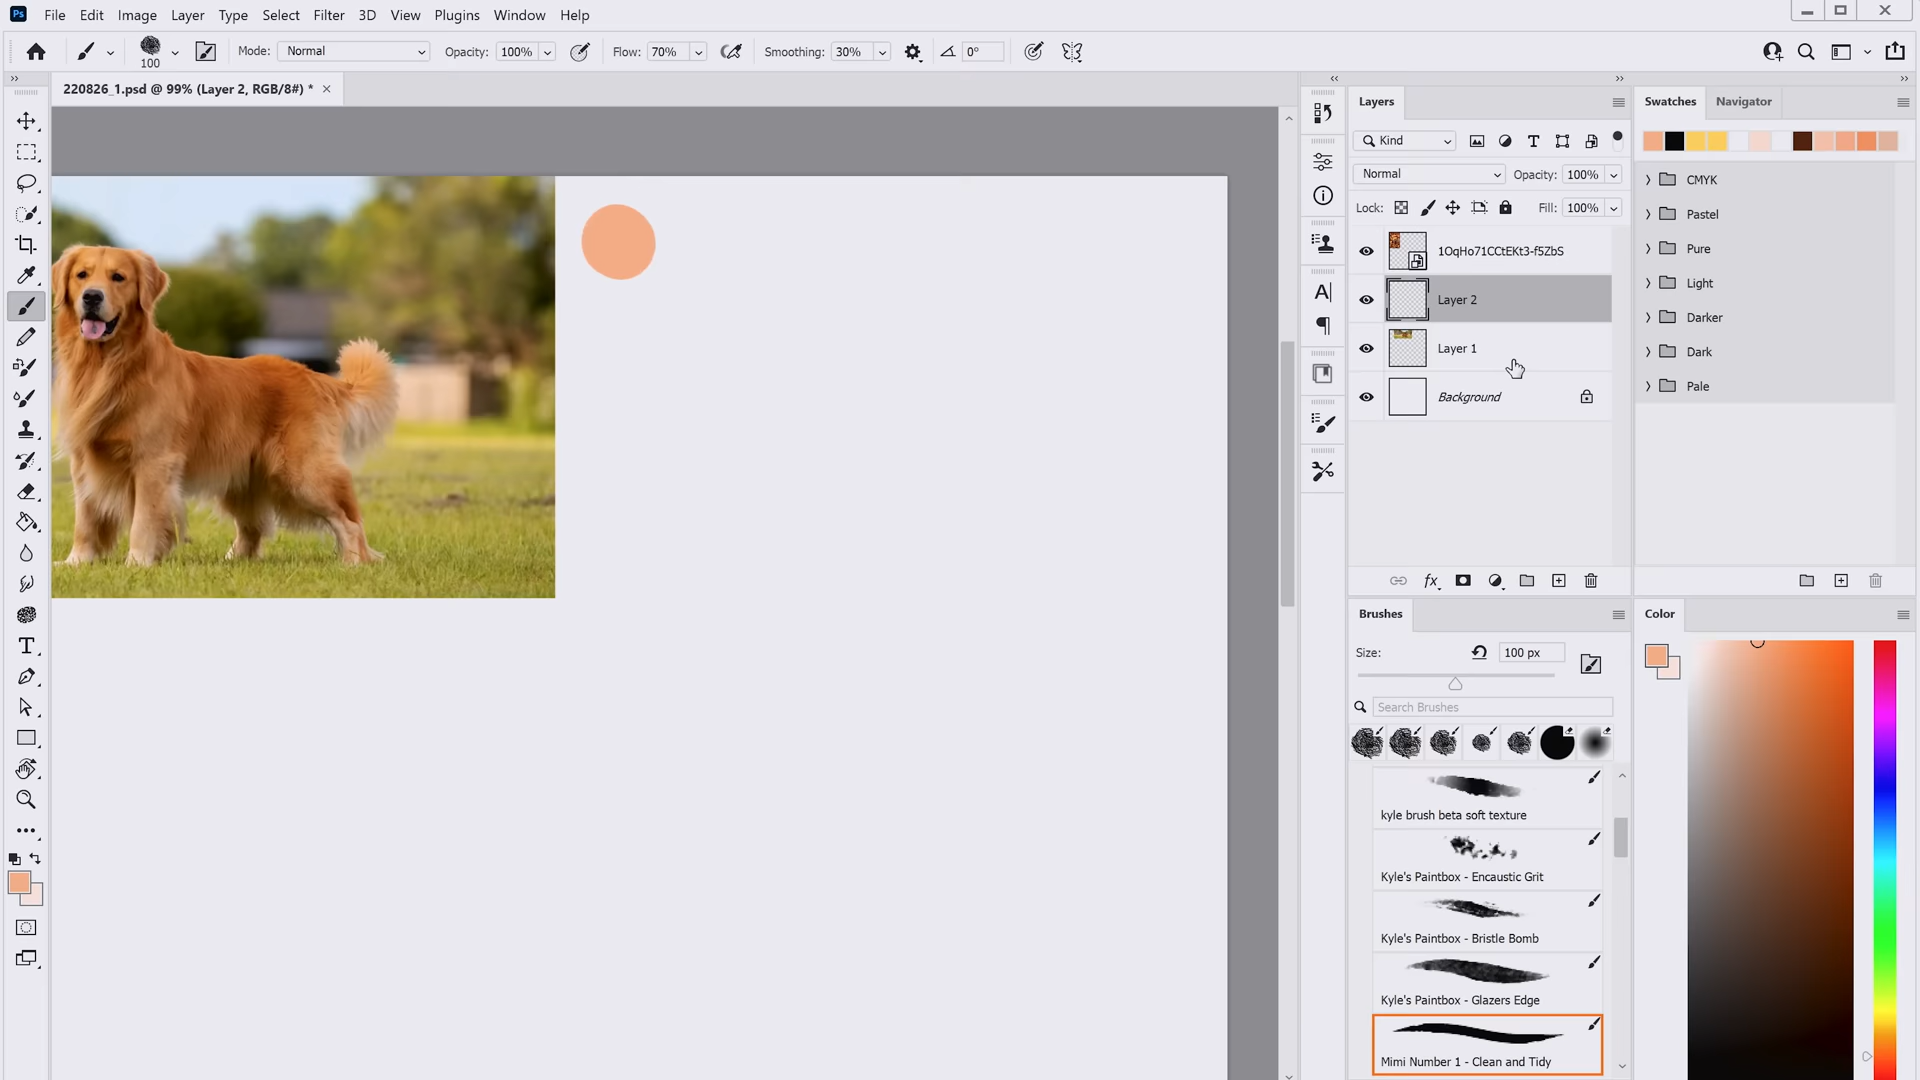 Ps File Edit Image Layer Type Select Filter 3D View Plugins Window Help
100 Mode: Normal Opacity: 100% Flow: 70% Smoothing: 30% 0°
220826_1.psd @ 99% (Layer 2, RGB/8#) * ×
Layers
Kind
Normal Opacity: 100%
Lock: Fill: 100%
1OqHo71CCtEKt3-f5ZbS
Layer 2
Layer 1
Background
fx
Swatches Navigator
CMYK
Pastel
Pure
Light
Darker
Dark
Pale
Brushes
Size: 100 px
Search Brushes
kyle brush beta soft texture
Kyle's Paintbox - Encaustic Grit
Kyle's Paintbox - Bristle Bomb
Kyle's Paintbox - Glazers Edge
Mimi Number 1 - Clean and Tidy
Color